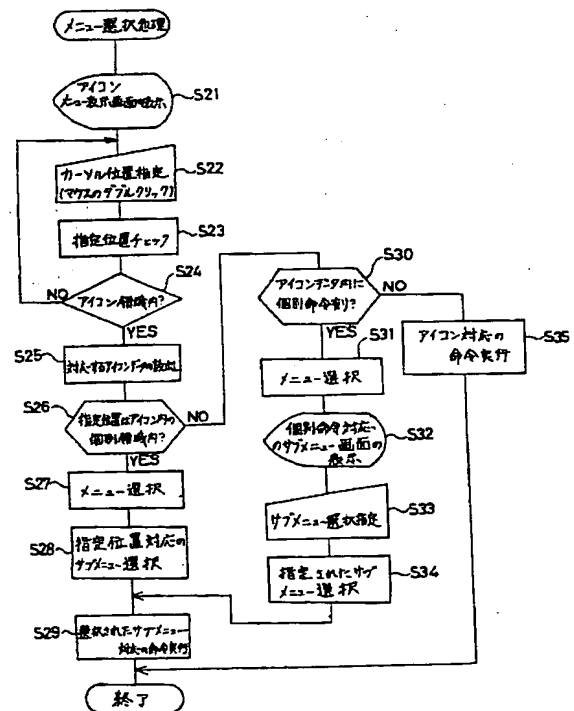 メニュー選択処理
アイコン
メニュー表示画面の表示
S21
カーソル位置指定
(マウスのダブルクリック)
S22
指定位置チェック
S23
アイコン領域内?
S24
NO
YES
対応するアイコンデータの読出し
S25
指定位置はアイコン内の
個別領域内?
S26
NO
YES
メニュー選択
S27
指定位置対応の
サブメニュー選択
S28
選択されたサブメニュー
対応の命令実行
S29
終了
アイコンデータ内に
個別命令有り?
S30
NO
YES
メニュー選択
S31
個別命令対応
のサブメニュー画面の
表示
S32
サブメニュー選択指定
S33
指定されたサブ
メニュー選択
S34
アイコン対応の
命令実行
S35